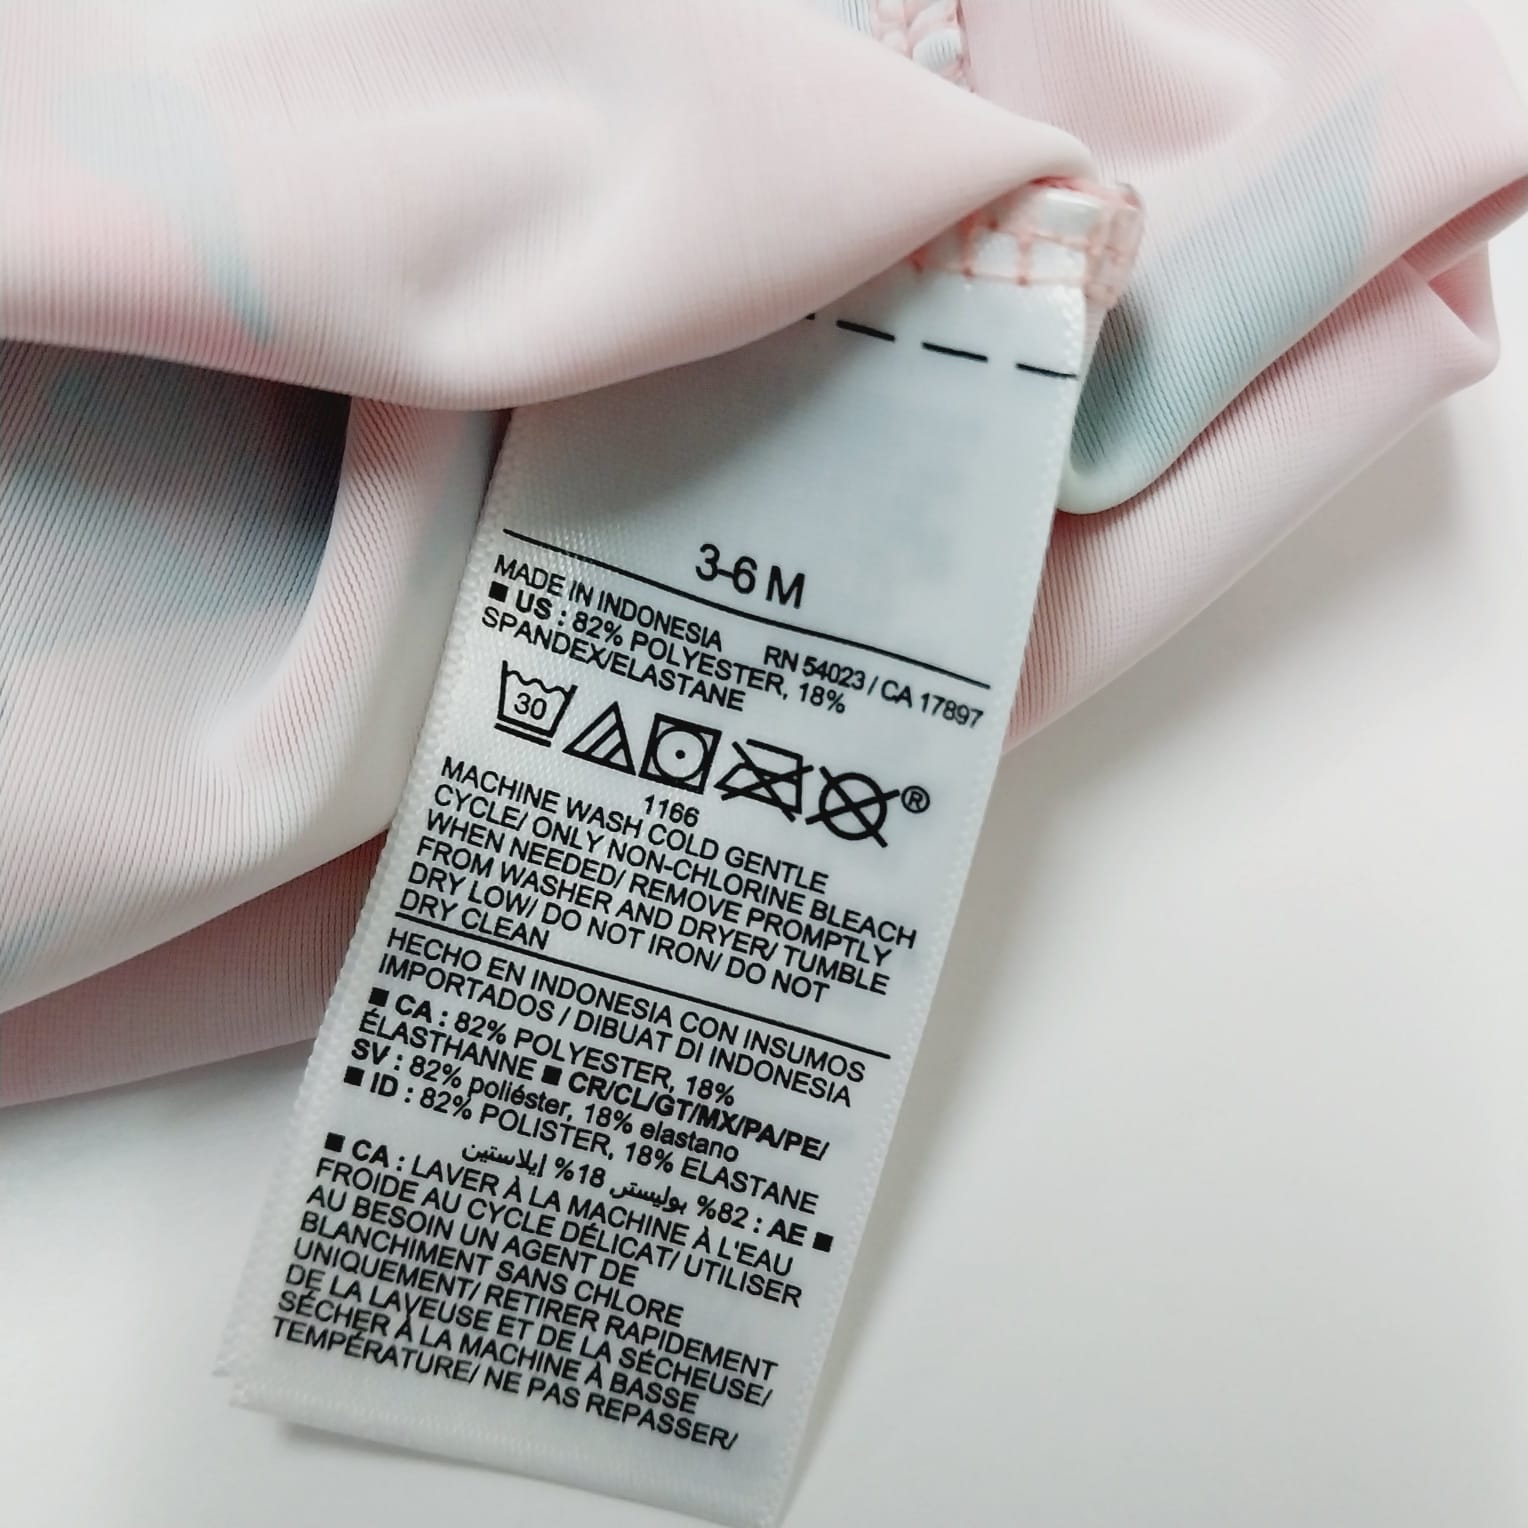 3-6 M
MADE IN INDONESIA RN 54023 / CA 17897
■ US : 82% POLYESTER, 18%
SPANDEX/ELASTANE
30
®
1166
MACHINE WASH COLD GENTLE
CYCLE/ ONLY NON-CHLORINE BLEACH
WHEN NEEDED/ REMOVE PROMPTLY
FROM WASHER AND DRYER/ TUMBLE
DRY LOW/ DO NOT IRON/ DO NOT
DRY CLEAN
HECHO EN INDONESIA CON INSUMOS
IMPORTADOS / DIBUAT DI INDONESIA
■ CA : 82% POLYESTER, 18%
ÉLASTHANNE ■ CR/CL/GT/MX/PA/PE/
SV : 82% poliéster, 18% elastano
■ ID : 82% POLISTER, 18% ELASTANE
■ AE : 82% بوليستر, 18% إيلاستين
■ CA : LAVER À LA MACHINE À L'EAU
FROIDE AU CYCLE DÉLICAT/ UTILISER
AU BESOIN UN AGENT DE
BLANCHIMENT SANS CHLORE
UNIQUEMENT/ RETIRER RAPIDEMENT
DE LA LAVEUSE ET DE LA SÉCHEUSE/
SÉCHER À LA MACHINE À BASSE
TEMPÉRATURE/ NE PAS REPASSER/